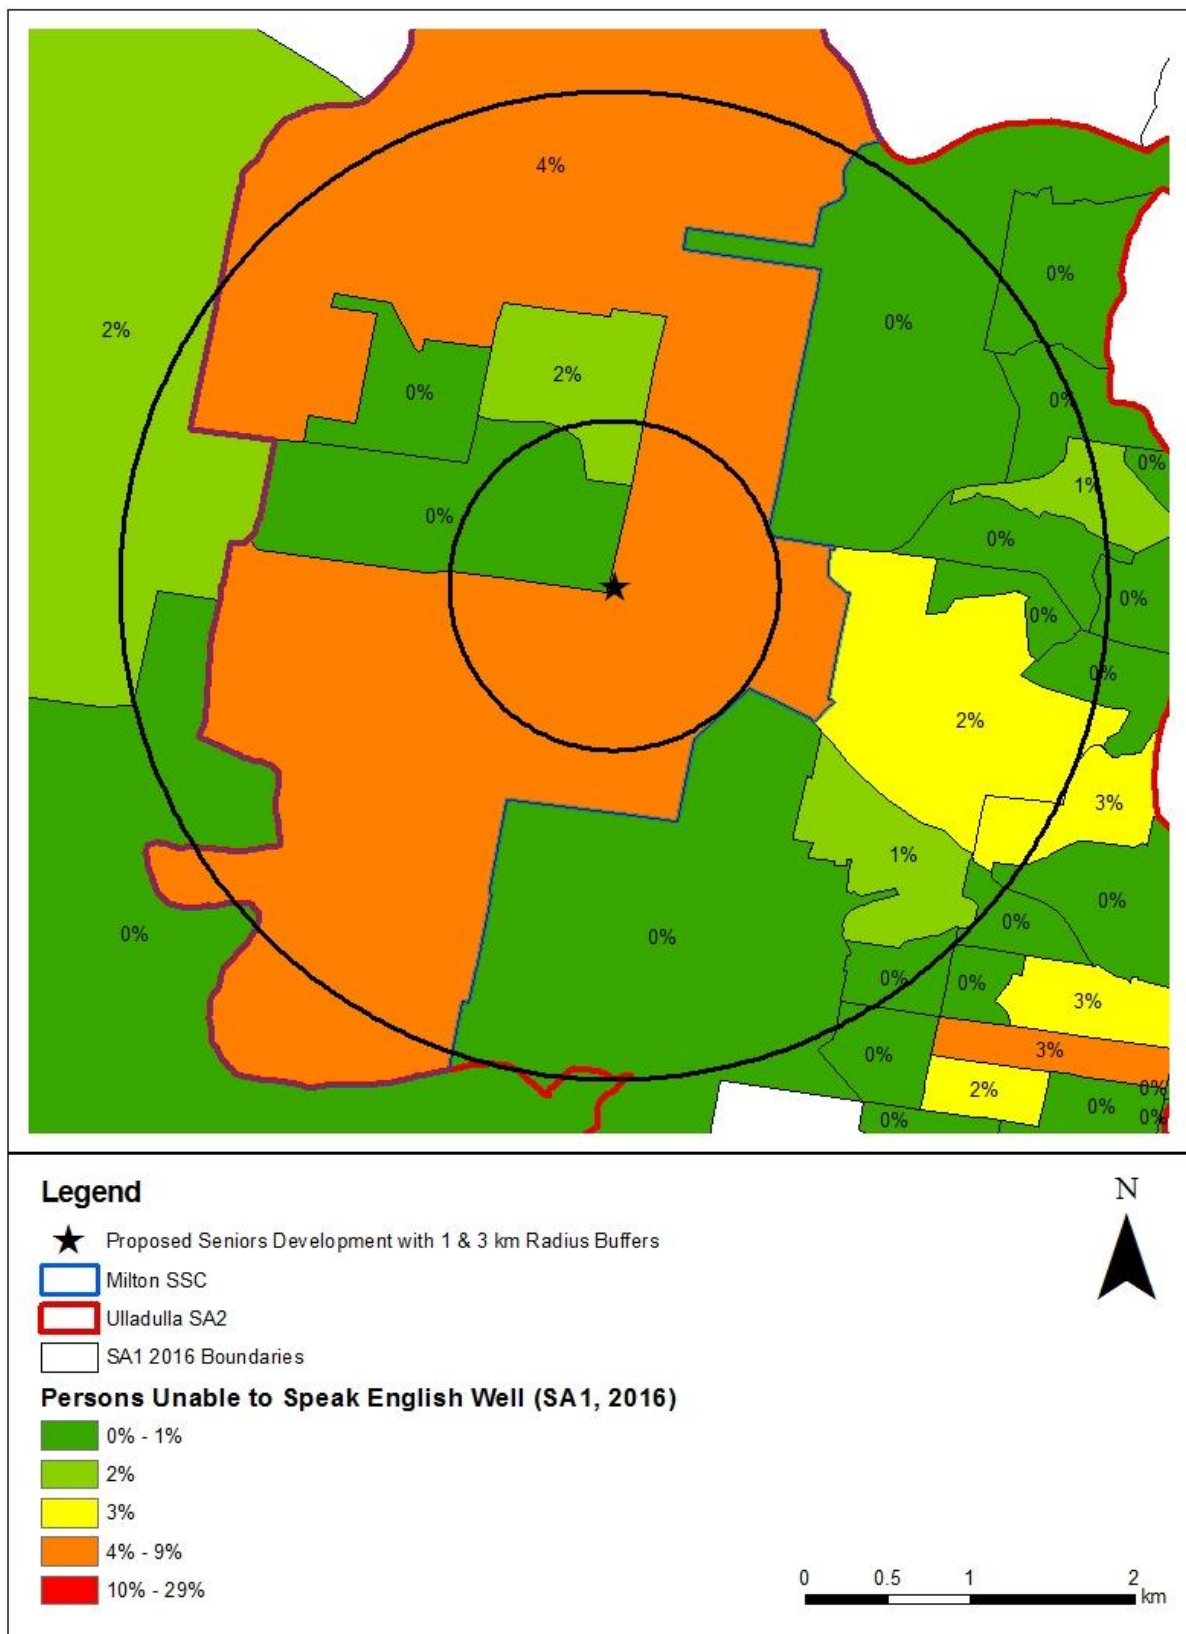 4%
0%
2%
0%
2%
0%
0%
0%
1%
0%
0%
0%
0%
0%
2%
3%
1%
0%
0%
0%
0%
0%
0%
3%
0%
3%
2%
0%
0%
0%
0%
Legend
N
Proposed Seniors Development with 1 & 3 km Radius Buffers
Milton SSC
Ulladulla SA2
SA1 2016 Boundaries
Persons Unable to Speak English Well (SA1, 2016)
0% - 1%
2%
3%
4% - 9%
10% - 29%
0 0.5 1 2
km